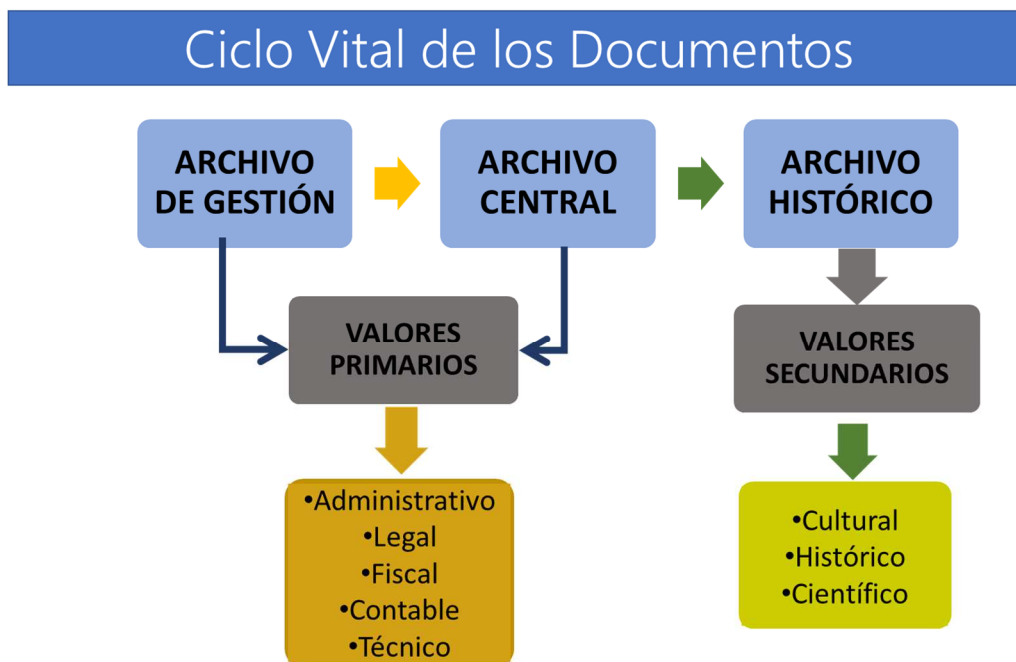 Ciclo Vital de los Documentos
ARCHIVO
DE GESTIÓN
ARCHIVO
CENTRAL
ARCHIVO
HISTÓRICO
VALORES
PRIMARIOS
VALORES
SECUNDARIOS
•Administrativo
•Legal
•Fiscal
•Contable
•Técnico
•Cultural
•Histórico
•Científico